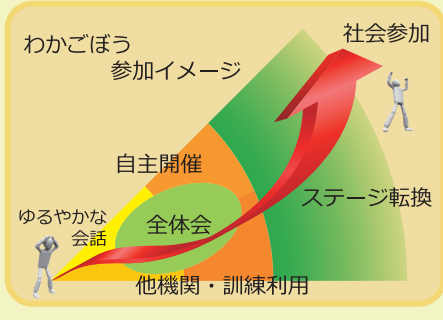 わかごぼう
参加イメージ
社会参加
自主開催
ステージ転換
ゆるやかな
会話
全体会
他機関・訓練利用